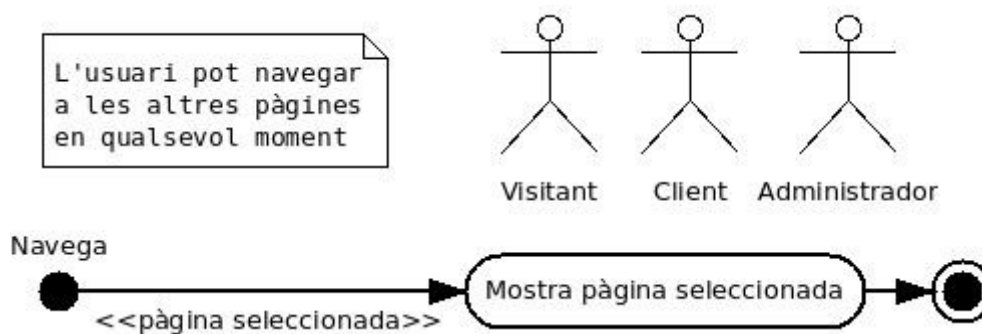 L'usuari pot navegar
a les altres pàgines
en qualsevol moment
Visitant Client Administrador
Navega
Mostra pàgina seleccionada
<<pàgina seleccionada>>